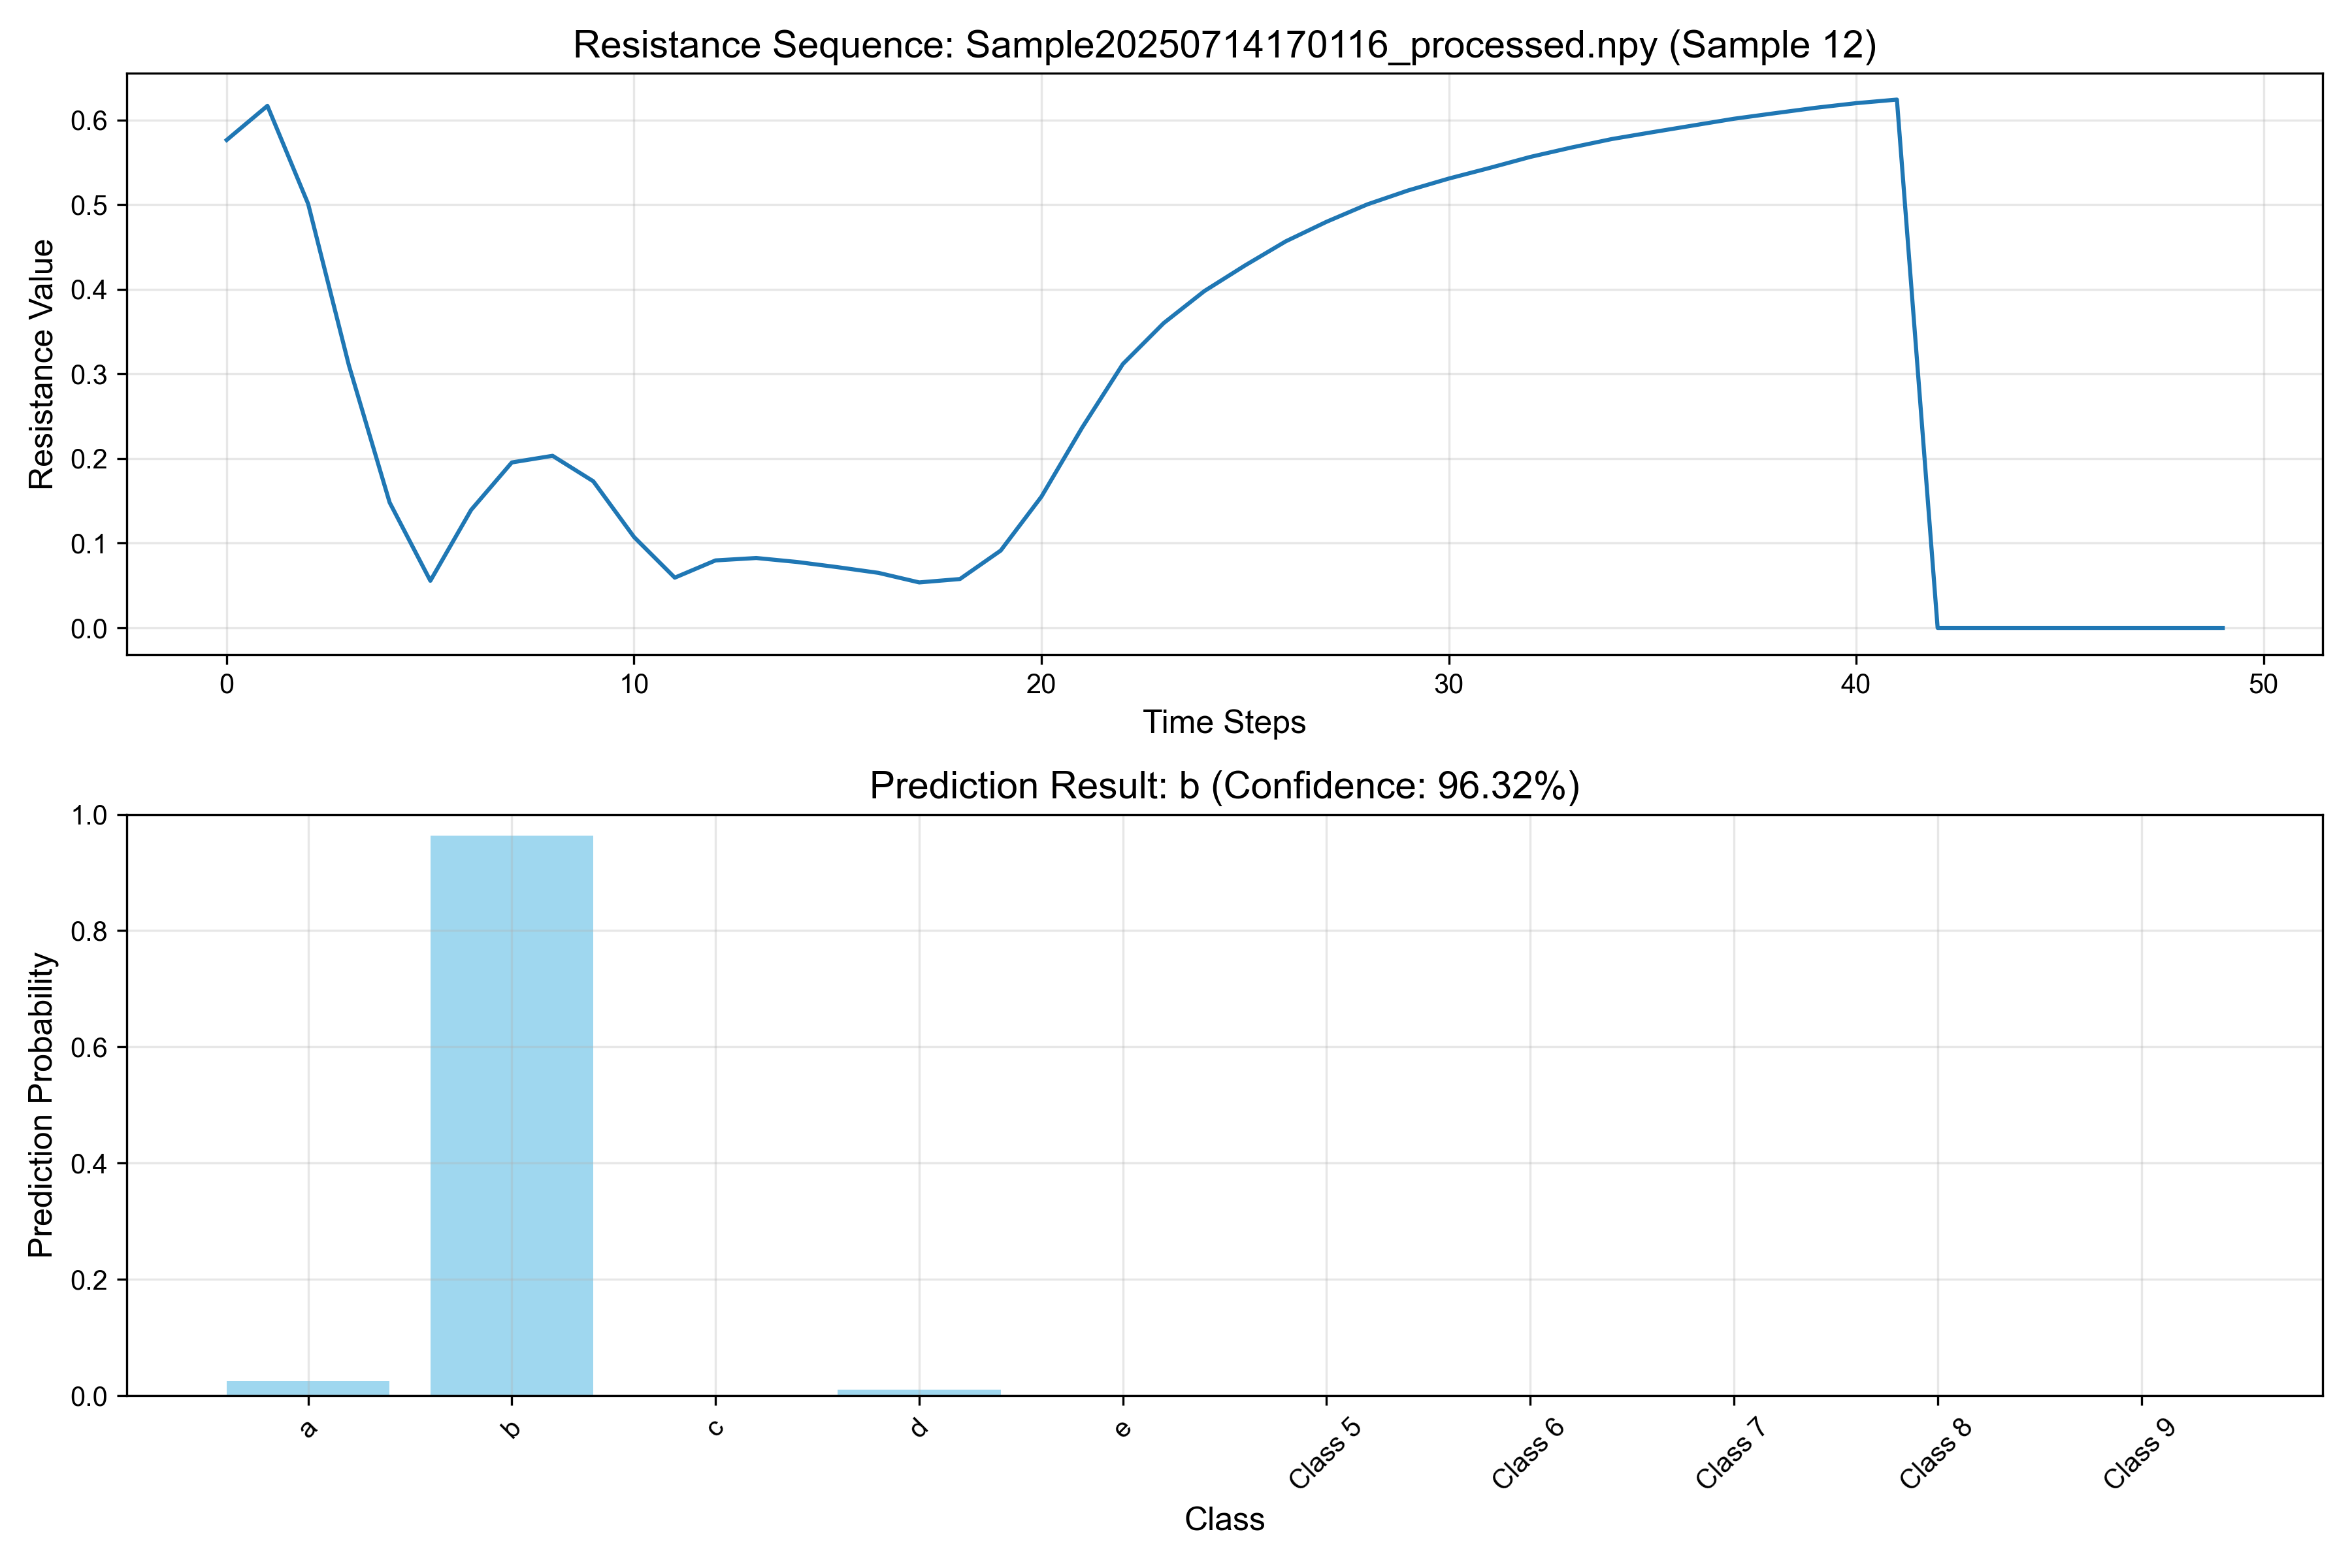 Resistance Sequence: Sample20250714170116_processed.npy (Sample 12)
Resistance Value
0.6
0.5
0.4
0.3
0.2
0.1
0.0
0 10 20 30 40 50
Time Steps
Prediction Result: b (Confidence: 96.32%)
Prediction Probability
1.0
0.8
0.6
0.4
0.2
0.0
a b c d e Class 5 Class 6 Class 7 Class 8 Class 9
Class